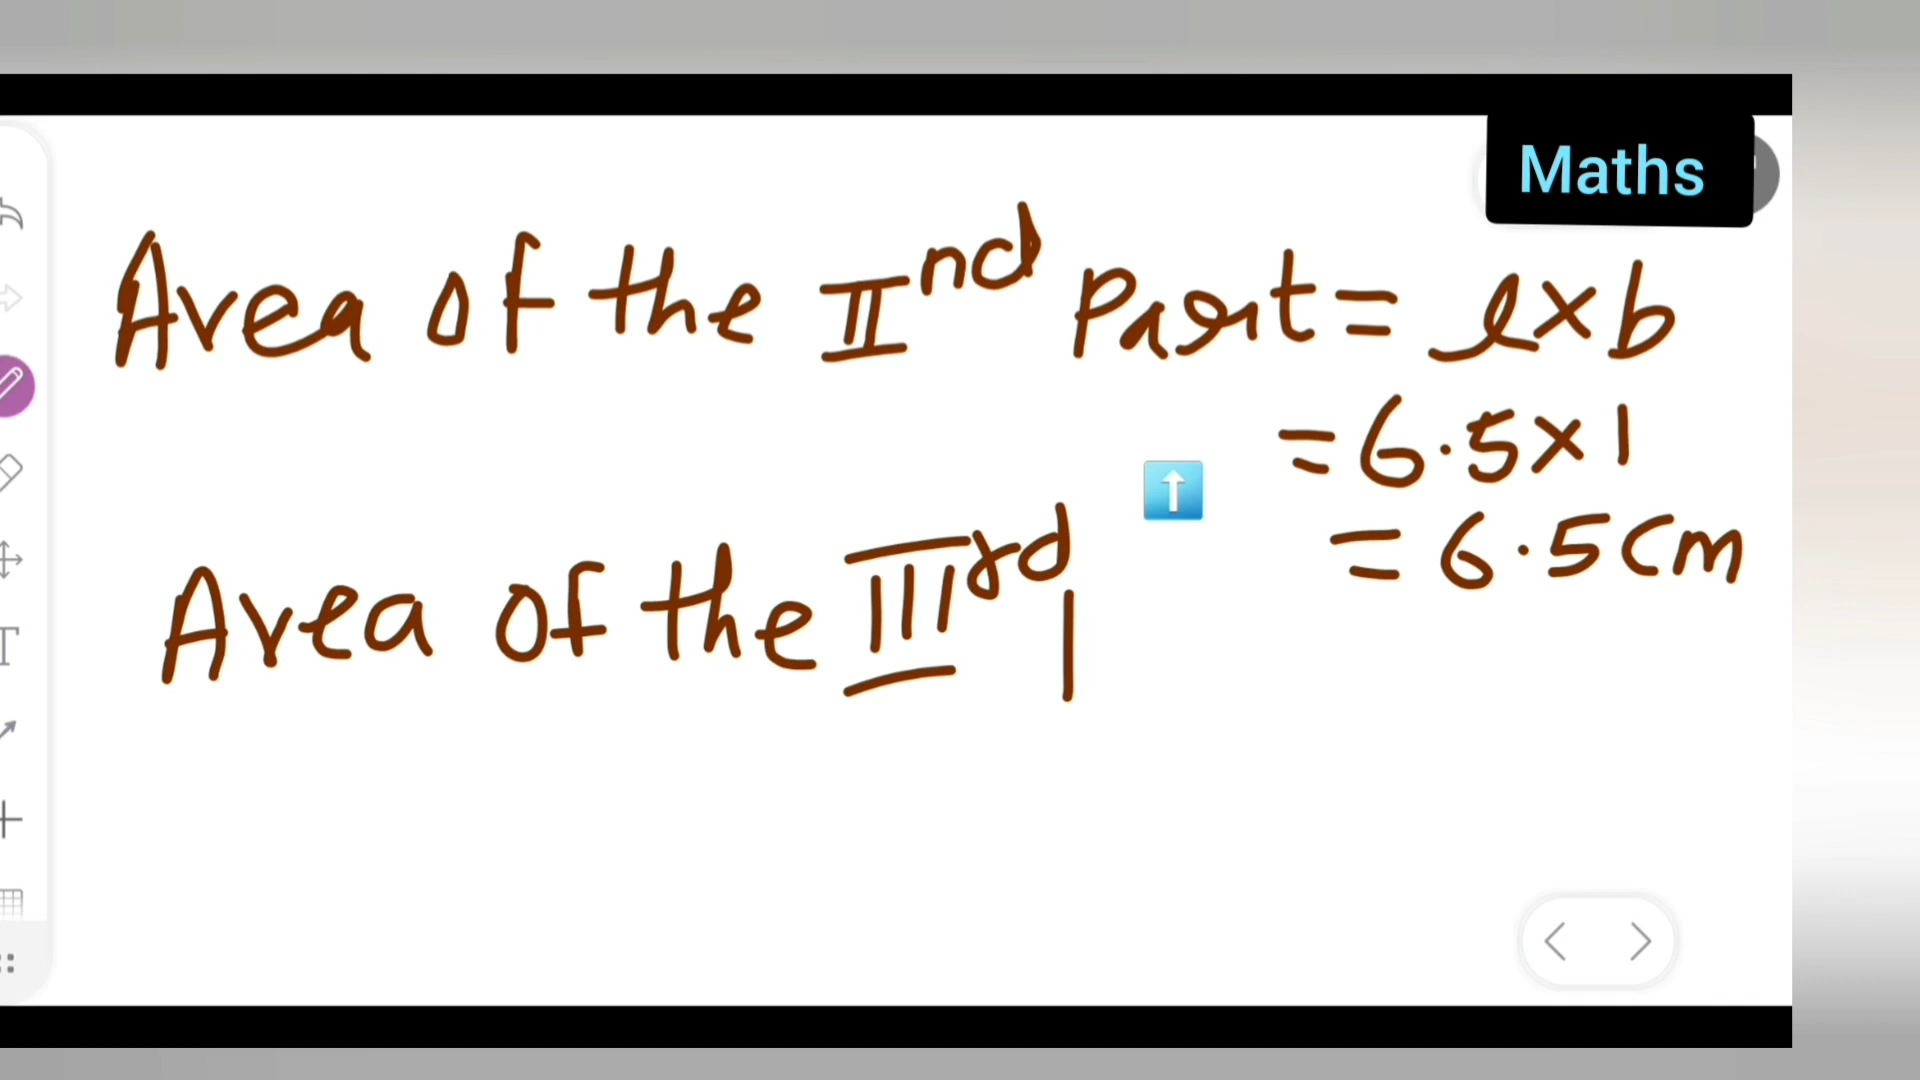 Maths
Area of the IInd Part = l×b
= 6.5×1
= 6.5cm
Area of the IIIrd